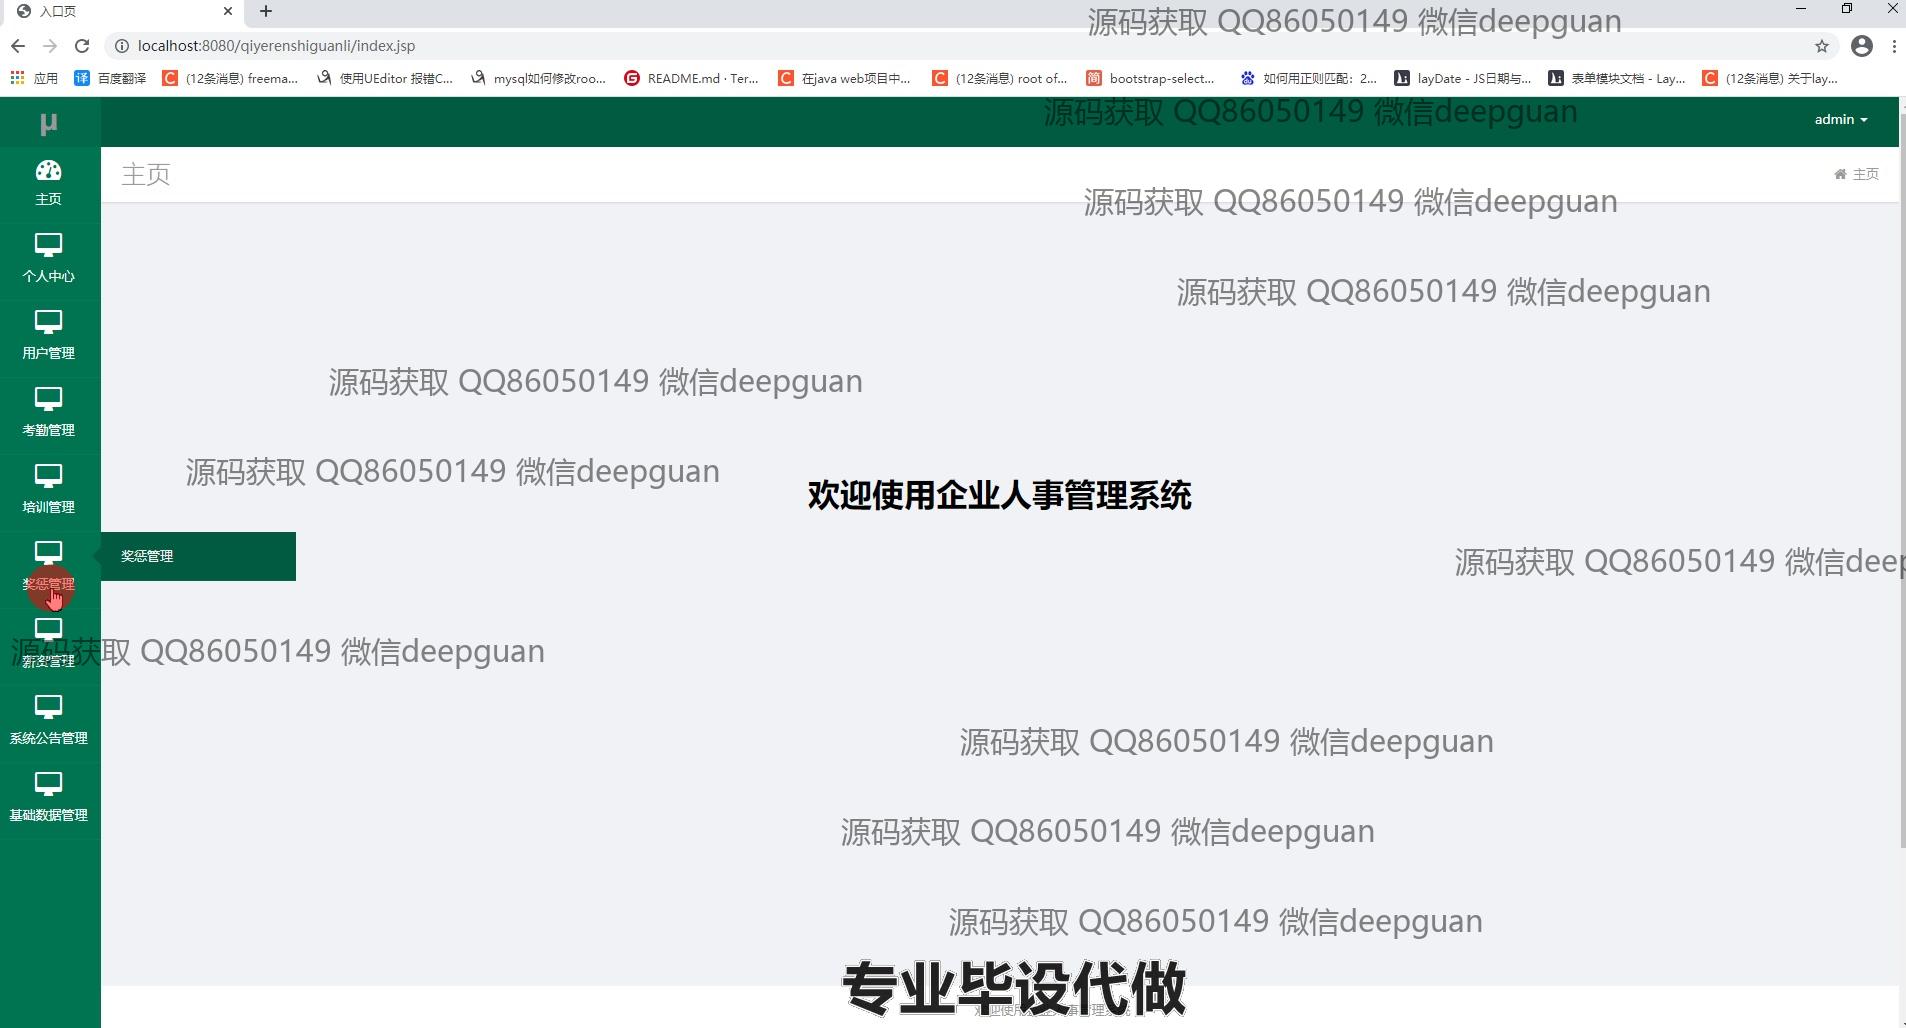 入口页
源码获取 QQ86050149 微信deepguan
localhost:8080/qiyerenshiguanli/index.jsp
应用
百度翻译
(12条消息) freema...
使用UEditor 报错C...
mysql如何修改roo...
README.md · Ter...
在java web项目中...
(12条消息) root of...
bootstrap-select...
如何用正则匹配：2...
layDate - JS日期与...
表单模块文档 - Lay...
(12条消息) 关于lay...
μ
源码获取 QQ86050149 微信deepguan
admin
主页
主页
主页
源码获取 QQ86050149 微信deepguan
个人中心
源码获取 QQ86050149 微信deepguan
用户管理
源码获取 QQ86050149 微信deepguan
考勤管理
源码获取 QQ86050149 微信deepguan
欢迎使用企业人事管理系统
培训管理
奖惩管理
源码获取 QQ86050149 微信deep
奖惩管理
源码获取 QQ86050149 微信deepguan
薪资管理
系统公告管理
源码获取 QQ86050149 微信deepguan
基础数据管理
源码获取 QQ86050149 微信deepguan
源码获取 QQ86050149 微信deepguan
专业毕设代做